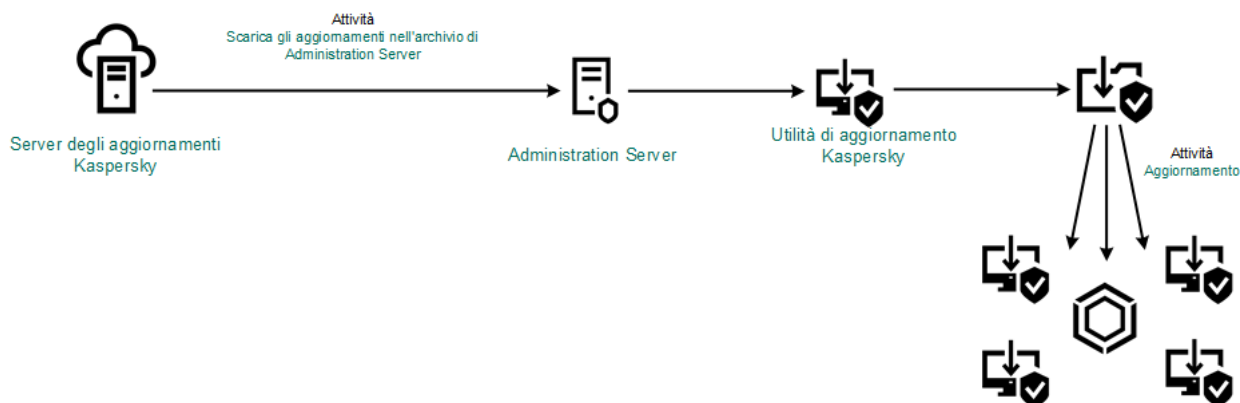 Attività
Scarica gli aggiornamenti nell'archivio di
Administration Server
Server degli aggiornamenti
Kaspersky
Administration Server
Utilità di aggiornamento
Kaspersky
Attività
Aggiornamento